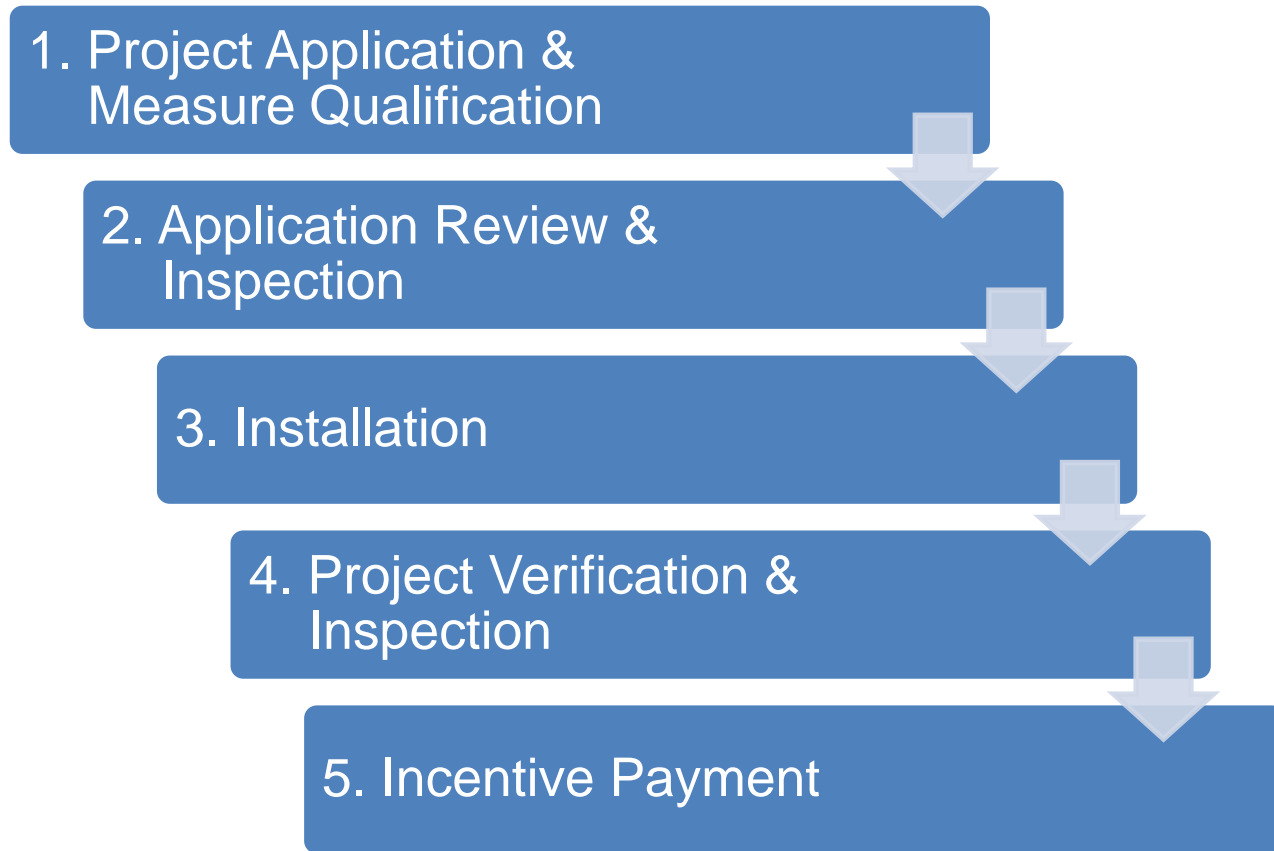 1. Project Application &
Measure Qualification
2. Application Review &
Inspection
3. Installation
4. Project Verification &
Inspection
5. Incentive Payment